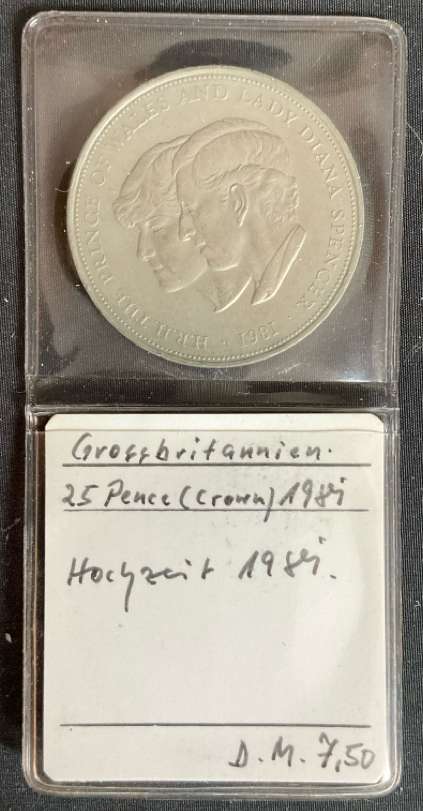 H.R.H. THE PRINCE OF WALES AND LADY DIANA SPENCER · 1981 ·
Grossbritannien.
25 Pence (Crown) 1981
Hochzeit 1981.
D.M. 7,50